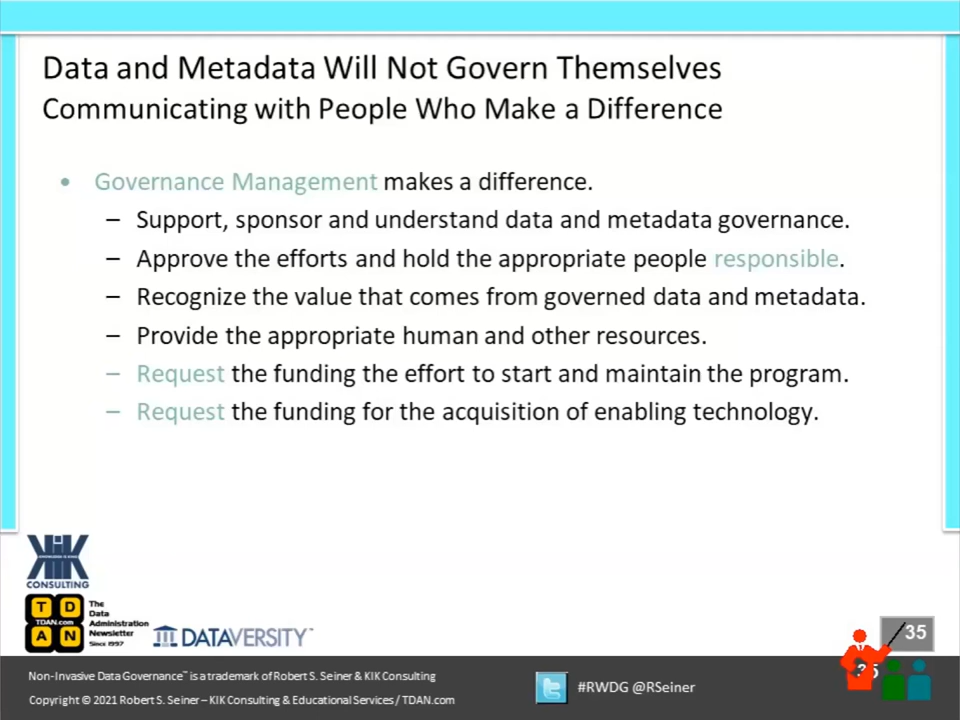 Data and Metadata Will Not Govern Themselves
Communicating with People Who Make a Difference
• Governance Management makes a difference.
– Support, sponsor and understand data and metadata governance.
– Approve the efforts and hold the appropriate people responsible.
– Recognize the value that comes from governed data and metadata.
– Provide the appropriate human and other resources.
– Request the funding the effort to start and maintain the program.
– Request the funding for the acquisition of enabling technology.
KIK
CONSULTING
T D
TDAN.com
A N
The
Data
Administration
Newsletter
Since 1997
DATAVERSITY™
35
35
Non-Invasive Data Governance™ is a trademark of Robert S. Seiner & KIK Consulting
Copyright © 2021 Robert S. Seiner – KIK Consulting & Educational Services / TDAN.com
#RWDG @RSeiner